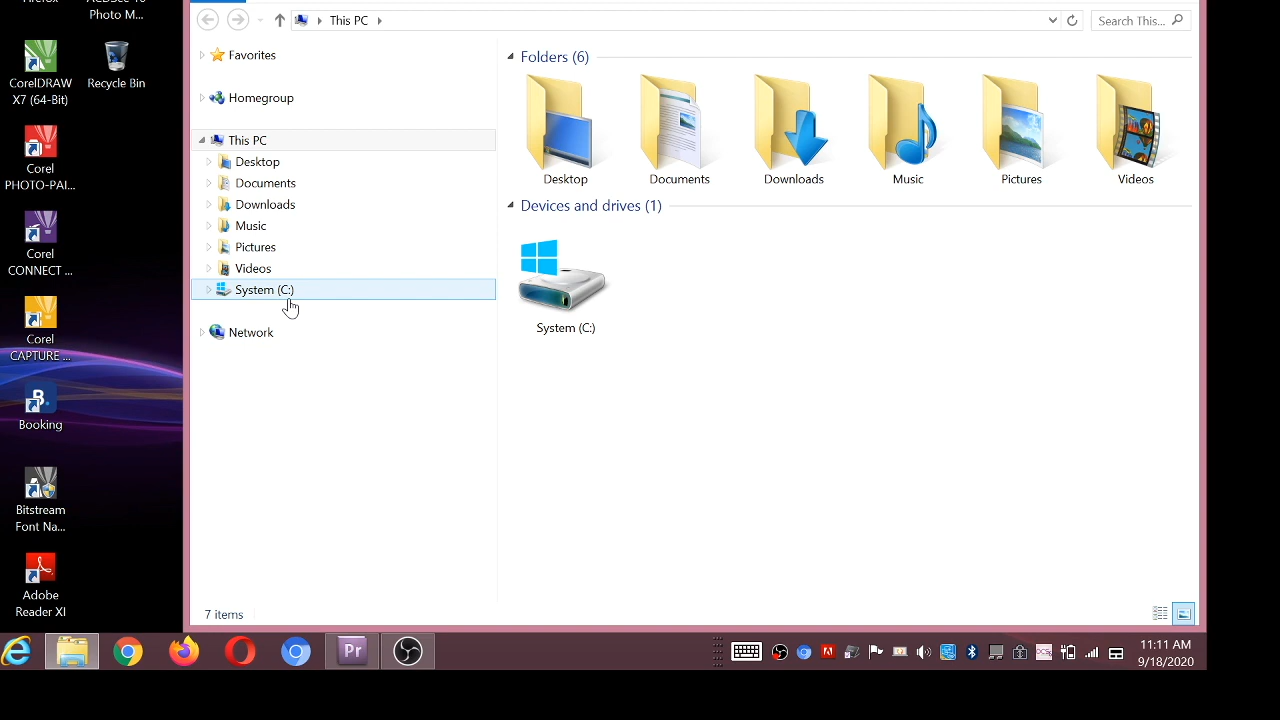 Photo M...
CorelDRAW
X7 (64-Bit)
Recycle Bin
Corel
PHOTO-PAI...
Corel
CONNECT ...
Corel
CAPTURE ...
B.
Booking
Bitstream
Font Na...
Adobe
Reader XI
This PC
Search This...
Favorites
Homegroup
This PC
Desktop
Documents
Downloads
Music
Pictures
Videos
System (C:)
Network
Folders (6)
Desktop
Documents
Downloads
Music
Pictures
Videos
Devices and drives (1)
System (C:)
7 items
Pr
11:11 AM
9/18/2020